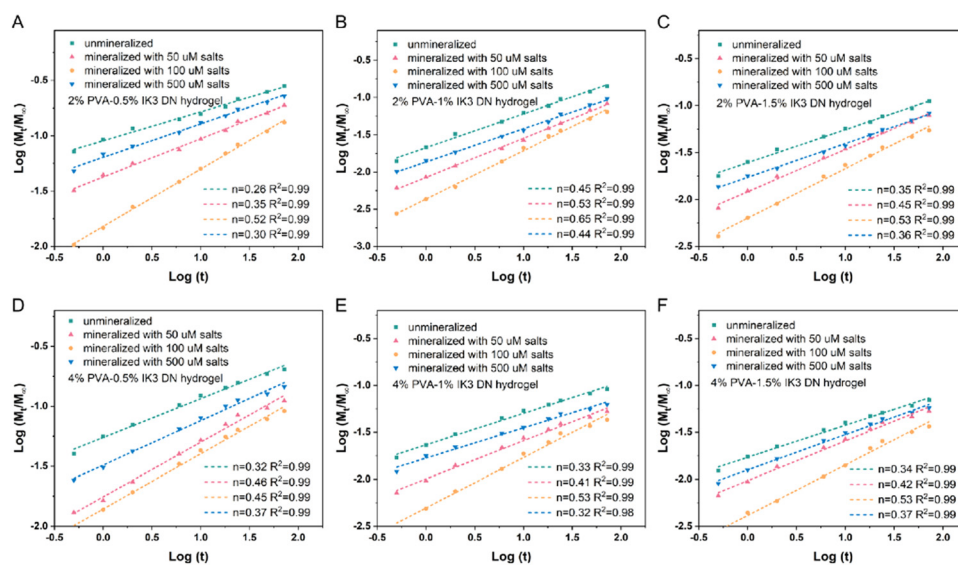 A
unmineralized
mineralized with 50 uM salts
mineralized with 100 uM salts
mineralized with 500 uM salts
2% PVA-0.5% IK3 DN hydrogel
n=0.26 R²=0.99
n=0.35 R²=0.99
n=0.52 R²=0.99
n=0.30 R²=0.99
Log (Mₜ/M∞)
-0.5
-1.0
-1.5
-2.0
-0.5 0.0 0.5 1.0 1.5 2.0
Log (t)
B
unmineralized
mineralized with 50 uM salts
mineralized with 100 uM salts
mineralized with 500 uM salts
2% PVA-1% IK3 DN hydrogel
n=0.45 R²=0.99
n=0.53 R²=0.99
n=0.65 R²=0.99
n=0.44 R²=0.99
Log (Mₜ/M∞)
0.0
-0.5
-1.0
-1.5
-2.0
-2.5
-3.0
-0.5 0.0 0.5 1.0 1.5 2.0
Log (t)
C
unmineralized
mineralized with 50 uM salts
mineralized with 100 uM salts
mineralized with 500 uM salts
2% PVA-1.5% IK3 DN hydrogel
n=0.35 R²=0.99
n=0.45 R²=0.99
n=0.53 R²=0.99
n=0.36 R²=0.99
Log (Mₜ/M∞)
-0.5
-1.0
-1.5
-2.0
-2.5
-0.5 0.0 0.5 1.0 1.5 2.0
Log (t)
D
unmineralized
mineralized with 50 uM salts
mineralized with 100 uM salts
mineralized with 500 uM salts
4% PVA-0.5% IK3 DN hydrogel
n=0.32 R²=0.99
n=0.46 R²=0.99
n=0.45 R²=0.99
n=0.37 R²=0.99
Log (Mₜ/M∞)
-0.5
-1.0
-1.5
-2.0
-0.5 0.0 0.5 1.0 1.5 2.0
Log (t)
E
unmineralized
mineralized with 50 uM salts
mineralized with 100 uM salts
mineralized with 500 uM salts
4% PVA-1% IK3 DN hydrogel
n=0.33 R²=0.99
n=0.41 R²=0.99
n=0.53 R²=0.99
n=0.32 R²=0.98
Log (Mₜ/M∞)
-0.5
-1.0
-1.5
-2.0
-2.5
-0.5 0.0 0.5 1.0 1.5 2.0
Log (t)
F
unmineralized
mineralized with 50 uM salts
mineralized with 100 uM salts
mineralized with 500 uM salts
4% PVA-1.5% IK3 DN hydrogel
n=0.34 R²=0.99
n=0.42 R²=0.99
n=0.53 R²=0.99
n=0.37 R²=0.99
Log (Mₜ/M∞)
-0.5
-1.0
-1.5
-2.0
-2.5
-0.5 0.0 0.5 1.0 1.5 2.0
Log (t)